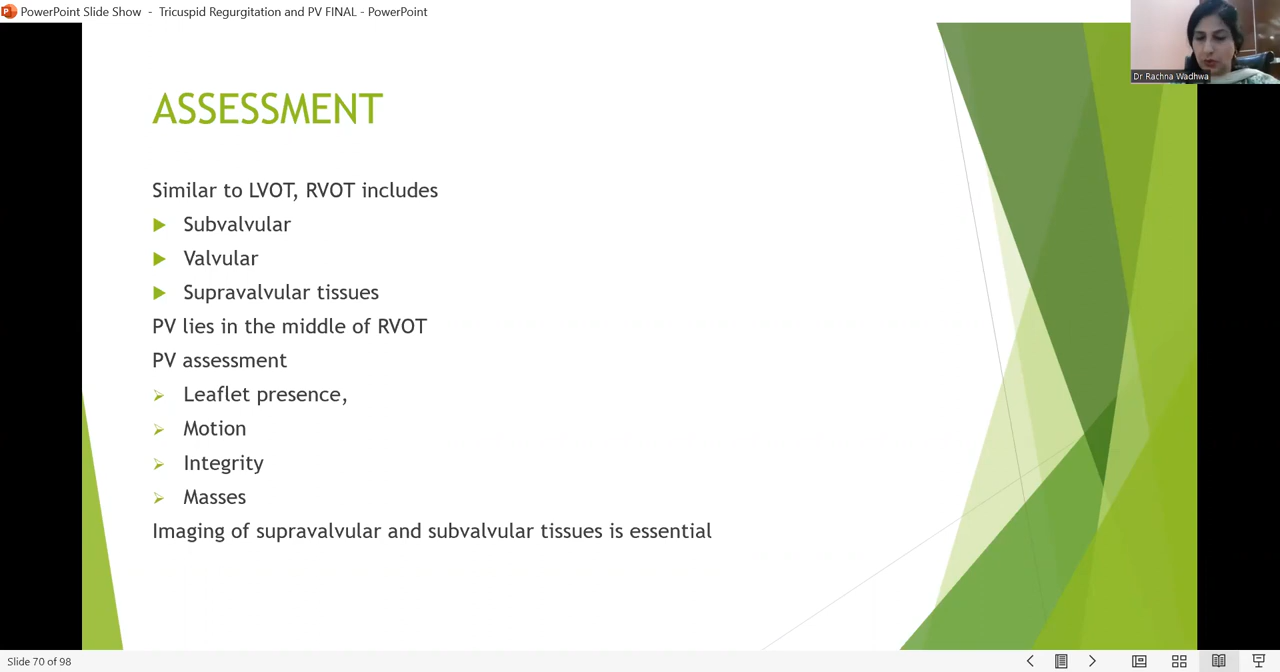 PowerPoint Slide Show - Tricuspid Regurgitation and PV FINAL - PowerPoint
Dr Rachna Wadhwa
ASSESSMENT
Similar to LVOT, RVOT includes
Subvalvular
Valvular
Supravalvular tissues
PV lies in the middle of RVOT
PV assessment
Leaflet presence,
Motion
Integrity
Masses
Imaging of supravalvular and subvalvular tissues is essential
Slide 70 of 98